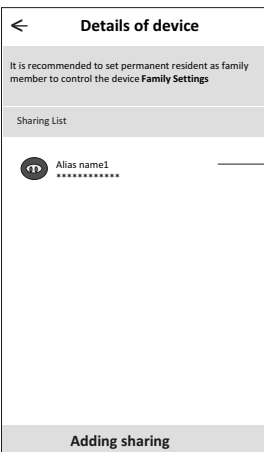 ← Details of device
It is recommended to set permanent resident as family
member to control the device Family Settings
Sharing List
Alias name1
************
Adding sharing